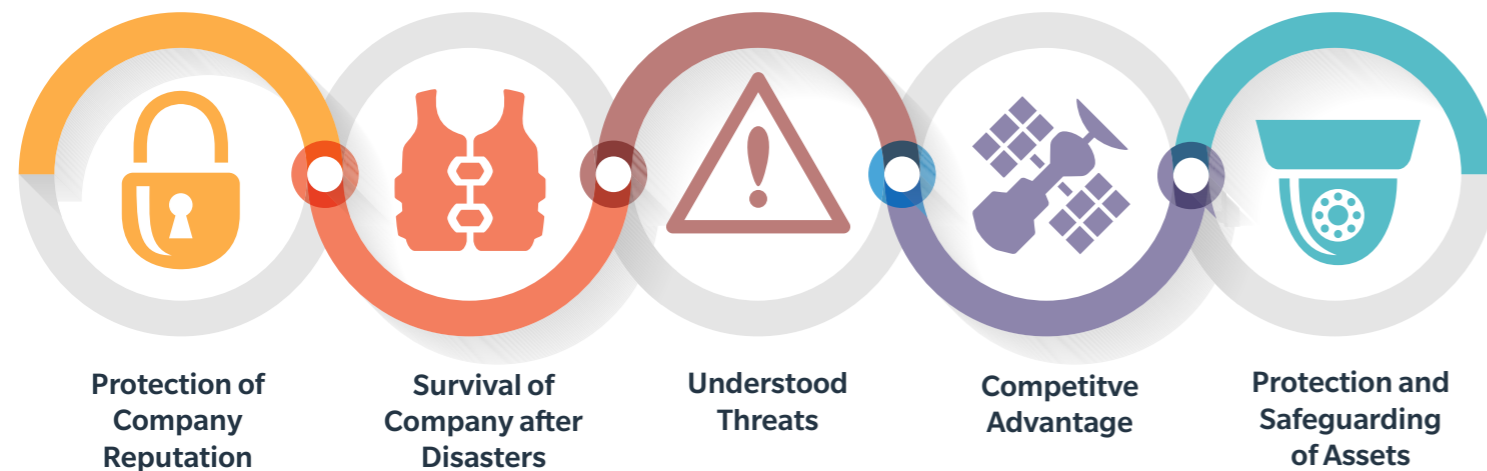 Protection of
Company
Reputation
Survival of
Company after
Disasters
Understood
Threats
Competitve
Advantage
Protection and
Safeguarding
of Assets